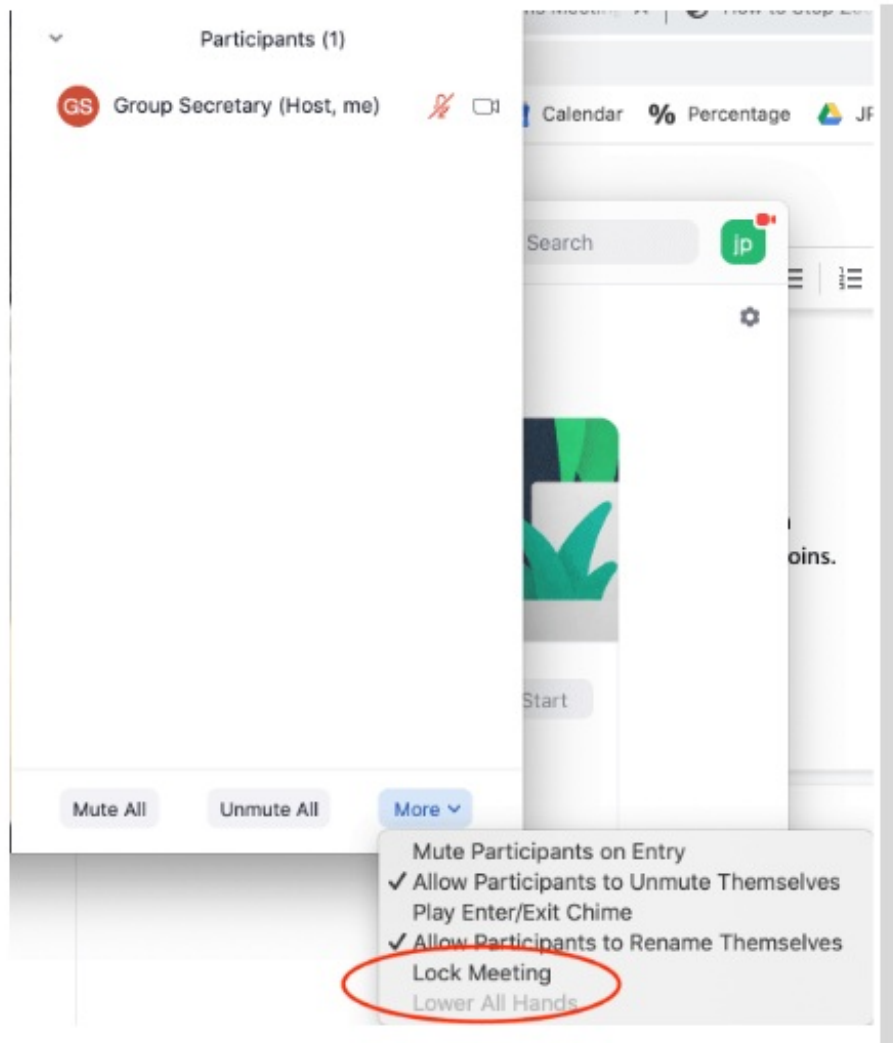 Participants (1)
GS Group Secretary (Host, me)
Calendar % Percentage
Search jp
oins.
Start
Mute All Unmute All More
Mute Participants on Entry
✓ Allow Participants to Unmute Themselves
Play Enter/Exit Chime
✓ Allow Participants to Rename Themselves
Lock Meeting
Lower All Hands